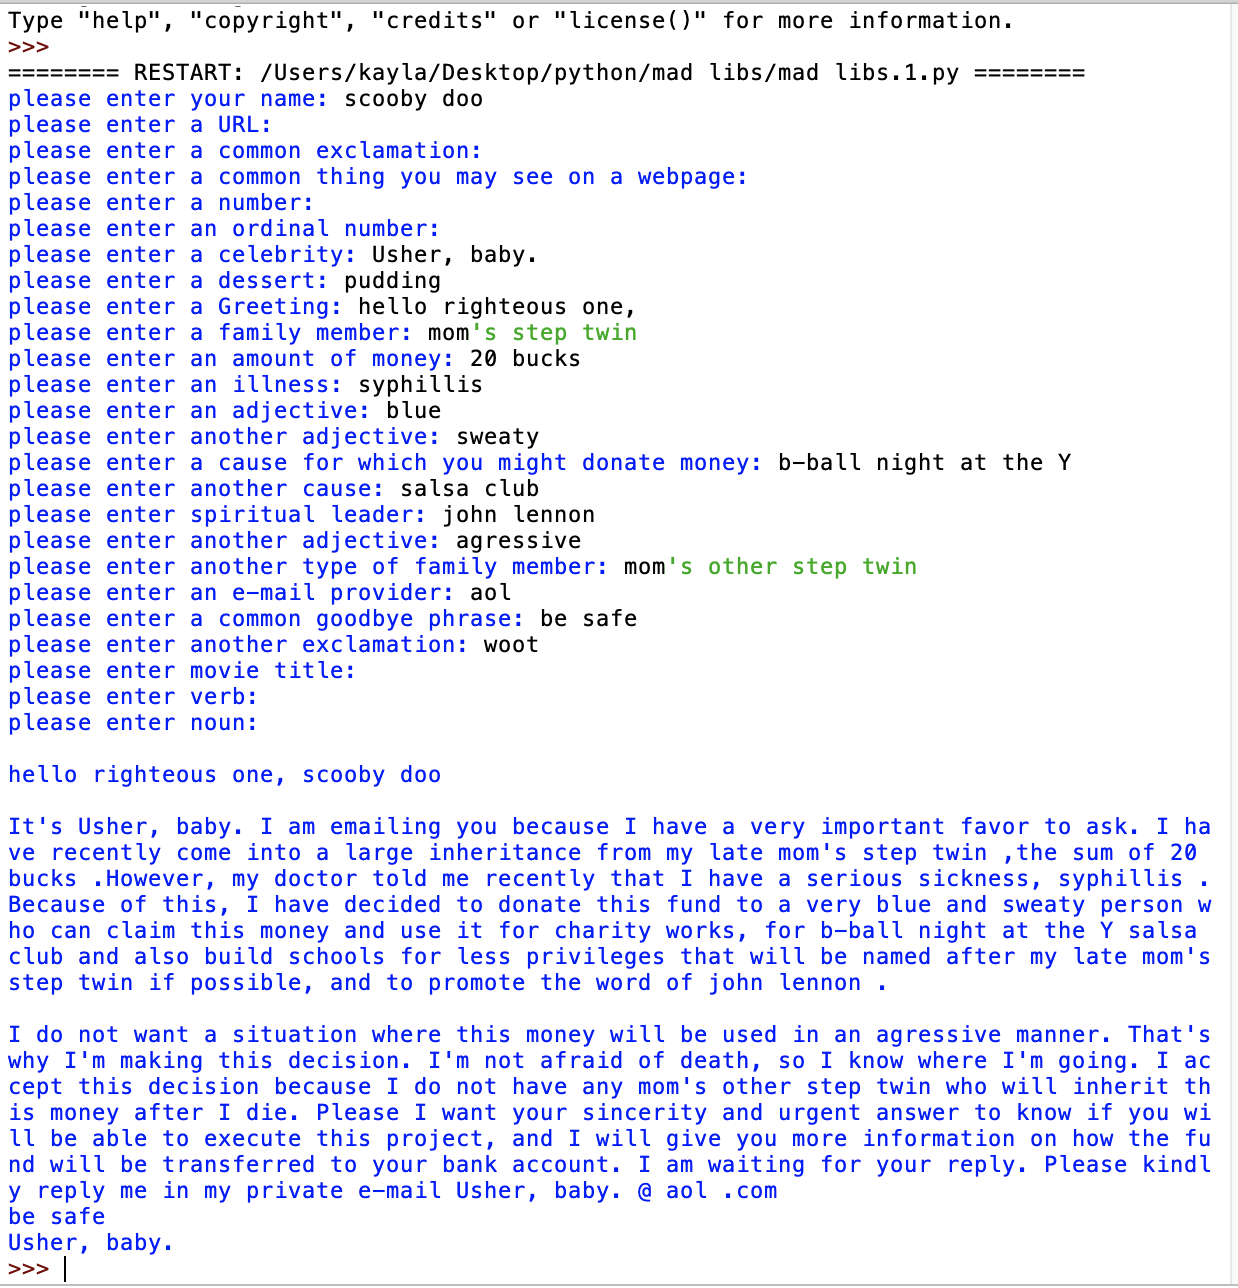 Type "help", "copyright", "credits" or "license()" for more information.
>>>
======== RESTART: /Users/kayla/Desktop/python/mad libs/mad libs.1.py ========
please enter your name: scooby doo
please enter a URL:
please enter a common exclamation:
please enter a common thing you may see on a webpage:
please enter a number:
please enter an ordinal number:
please enter a celebrity: Usher, baby.
please enter a dessert: pudding
please enter a Greeting: hello righteous one,
please enter a family member: mom's step twin
please enter an amount of money: 20 bucks
please enter an illness: syphillis
please enter an adjective: blue
please enter another adjective: sweaty
please enter a cause for which you might donate money: b-ball night at the Y
please enter another cause: salsa club
please enter spiritual leader: john lennon
please enter another adjective: agressive
please enter another type of family member: mom's other step twin
please enter an e-mail provider: aol
please enter a common goodbye phrase: be safe
please enter another exclamation: woot
please enter movie title:
please enter verb:
please enter noun:
hello righteous one, scooby doo
It's Usher, baby. I am emailing you because I have a very important favor to ask. I ha
ve recently come into a large inheritance from my late mom's step twin ,the sum of 20
bucks .However, my doctor told me recently that I have a serious sickness, syphillis .
Because of this, I have decided to donate this fund to a very blue and sweaty person w
ho can claim this money and use it for charity works, for b-ball night at the Y salsa
club and also build schools for less privileges that will be named after my late mom's
step twin if possible, and to promote the word of john lennon .
I do not want a situation where this money will be used in an agressive manner. That's
why I'm making this decision. I'm not afraid of death, so I know where I'm going. I ac
cept this decision because I do not have any mom's other step twin who will inherit th
is money after I die. Please I want your sincerity and urgent answer to know if you wi
ll be able to execute this project, and I will give you more information on how the fu
nd will be transferred to your bank account. I am waiting for your reply. Please kindl
y reply me in my private e-mail Usher, baby. @ aol .com
be safe
Usher, baby.
>>>